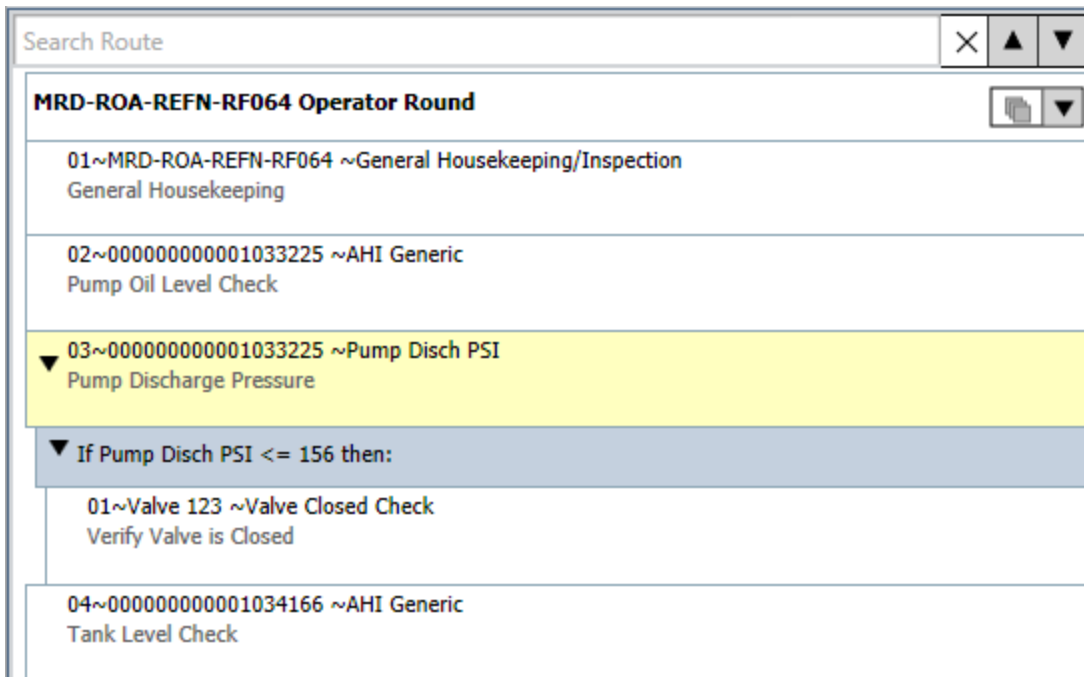 Search Route
MRD-ROA-REFN-RF064 Operator Round
01~MRD-ROA-REFN-RF064 ~General Housekeeping/Inspection
General Housekeeping
02~000000000001033225 ~AHI Generic
Pump Oil Level Check
03~000000000001033225 ~Pump Disch PSI
Pump Discharge Pressure
If Pump Disch PSI <= 156 then:
01~Valve 123 ~Valve Closed Check
Verify Valve is Closed
04~000000000001034166 ~AHI Generic
Tank Level Check